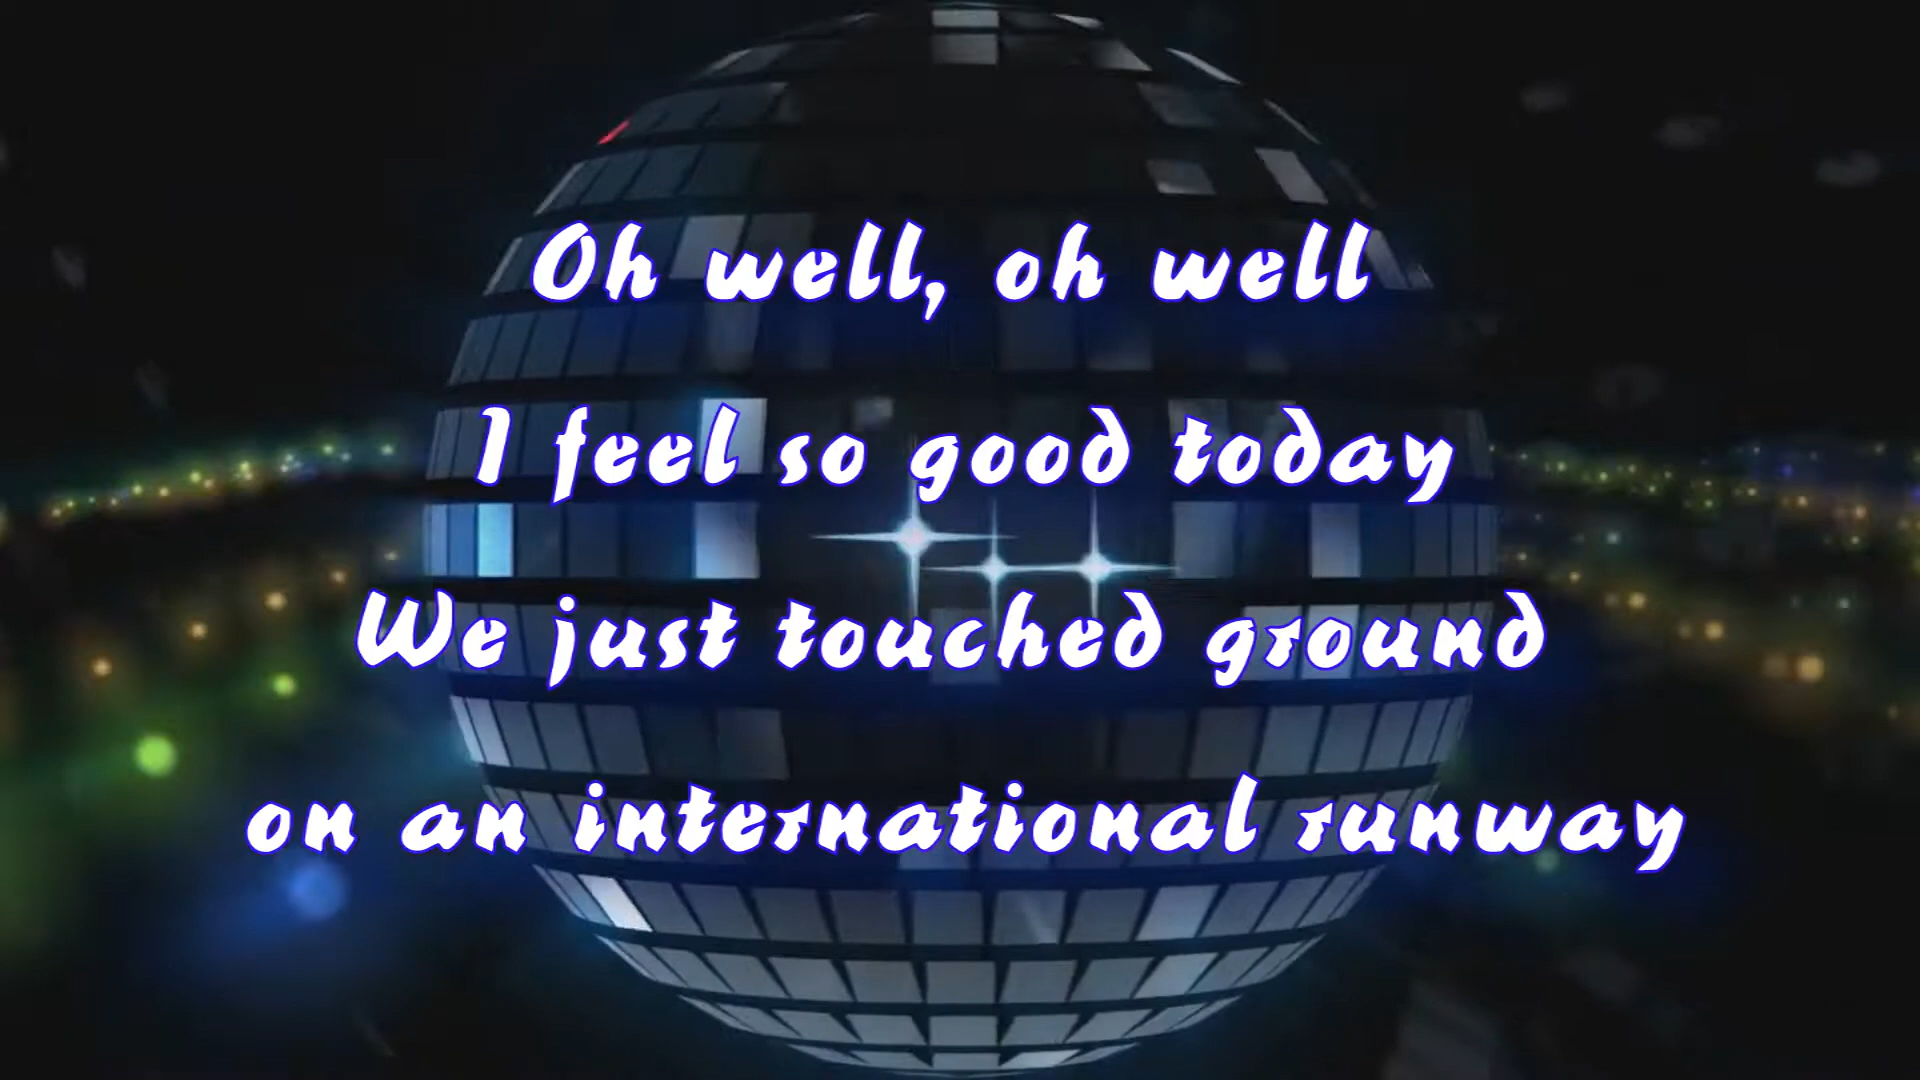 Oh well, oh well
I feel so good today
We just touched ground
on an international runway